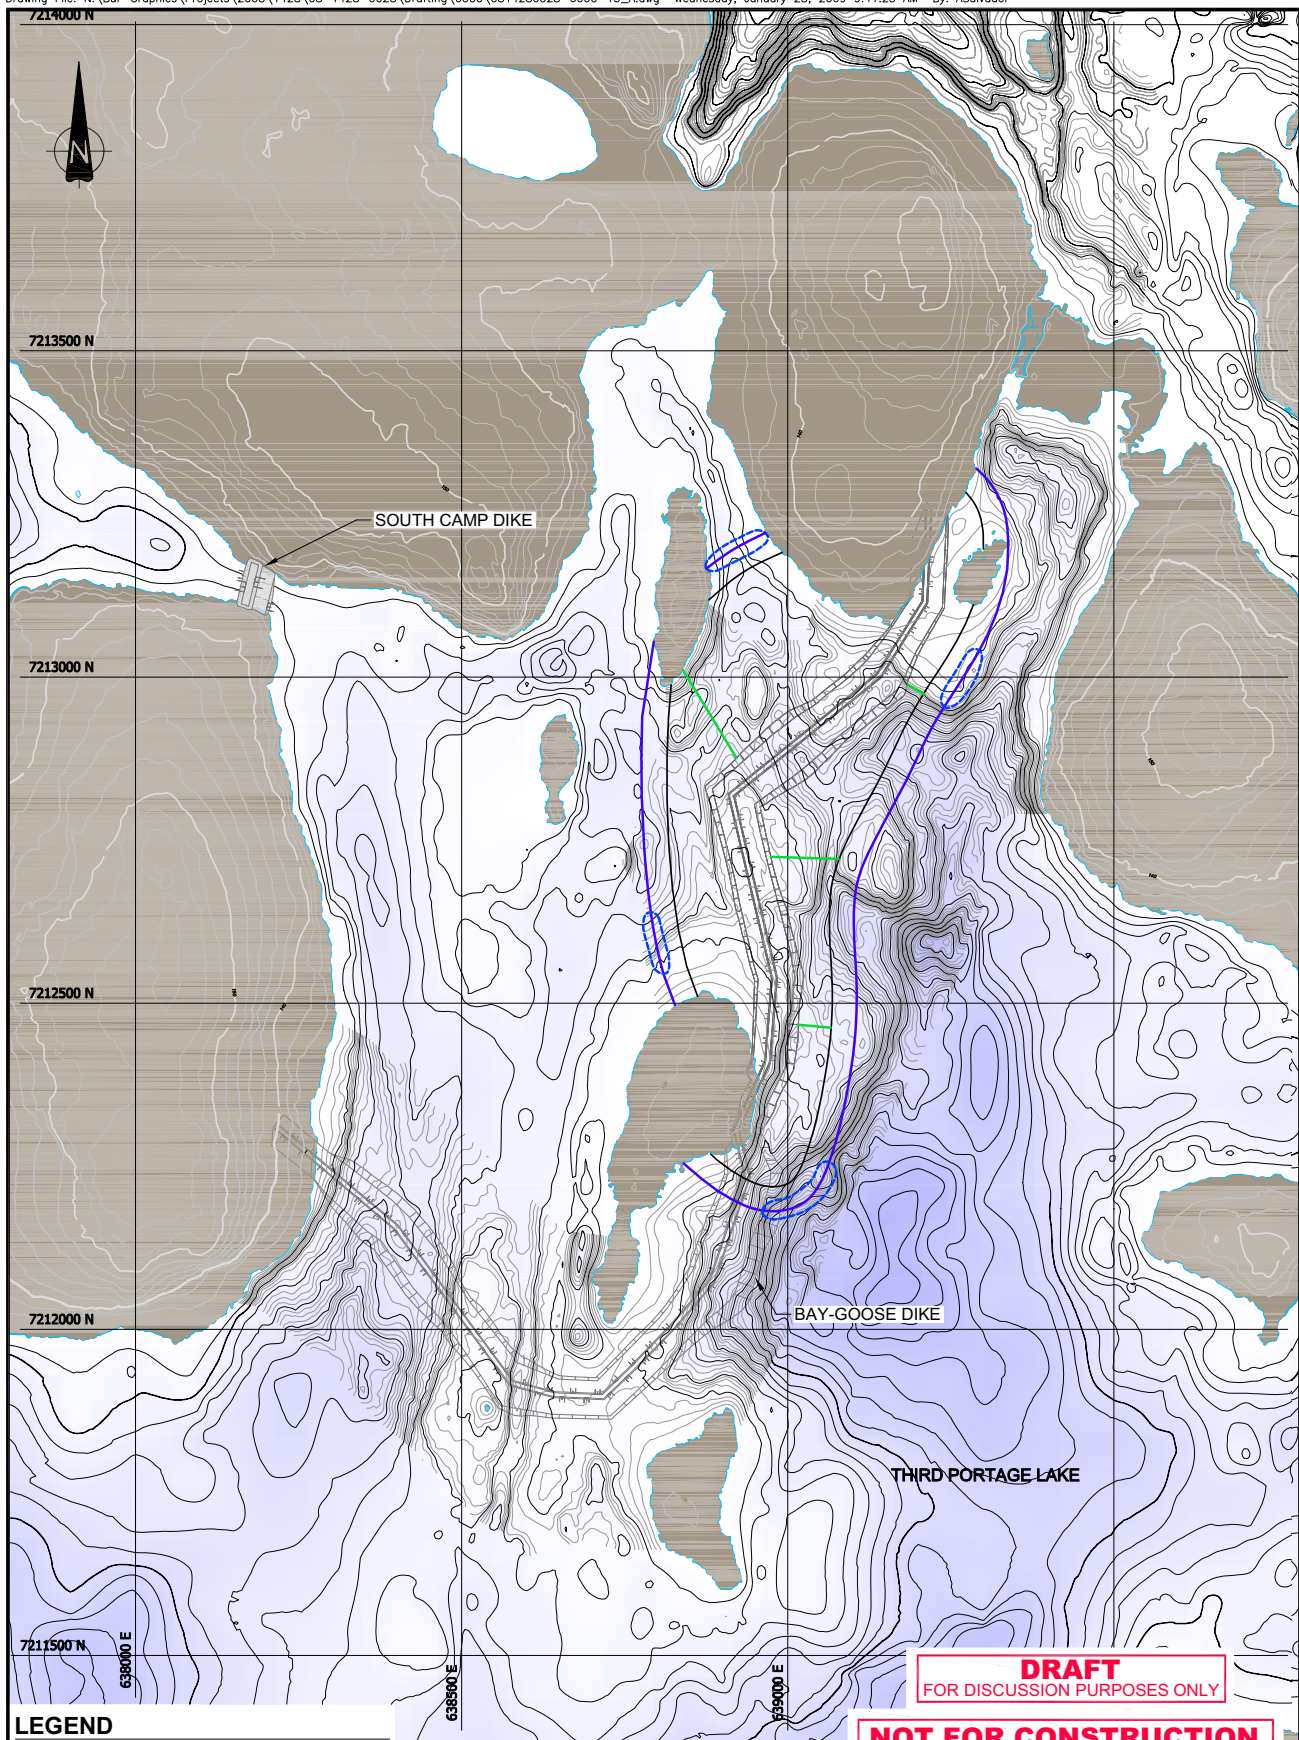 7214000 N
N
7213500 N
SOUTH CAMP DIKE
7213000 N
7212500 N
7212000 N
BAY-GOOSE DIKE
THIRD PORTAGE LAKE
7211500 N
638000 E
638500 E
639000 E
DRAFT
FOR DISCUSSION PURPOSES ONLY
NOT FOR CONSTRUCTION
LEGEND